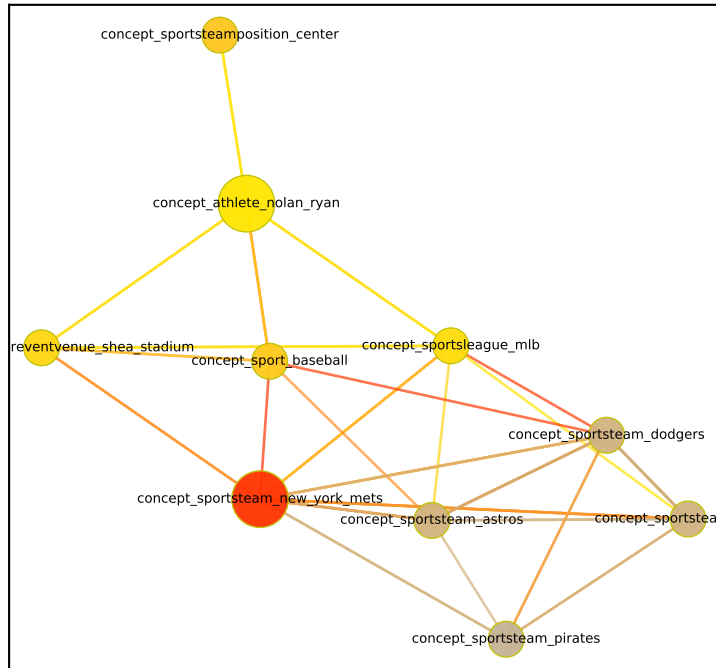 concept_sportsteamposition_center
concept_athlete_nolan_ryan
reventvenue_shea_stadium
concept_sportsleague_mlb
concept_sport_baseball
concept_sportsteam_dodgers
concept_sportsteam_new_york_mets
concept_sportsteam_astros
concept_sportstea
concept_sportsteam_pirates